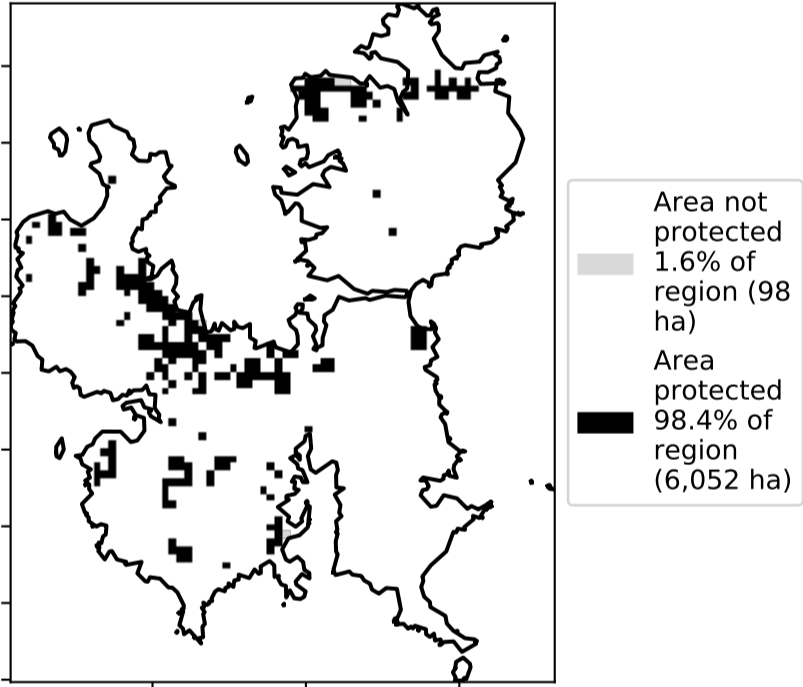 Area not
protected
1.6% of
region (98
ha)
Area
protected
98.4% of
region
(6,052 ha)